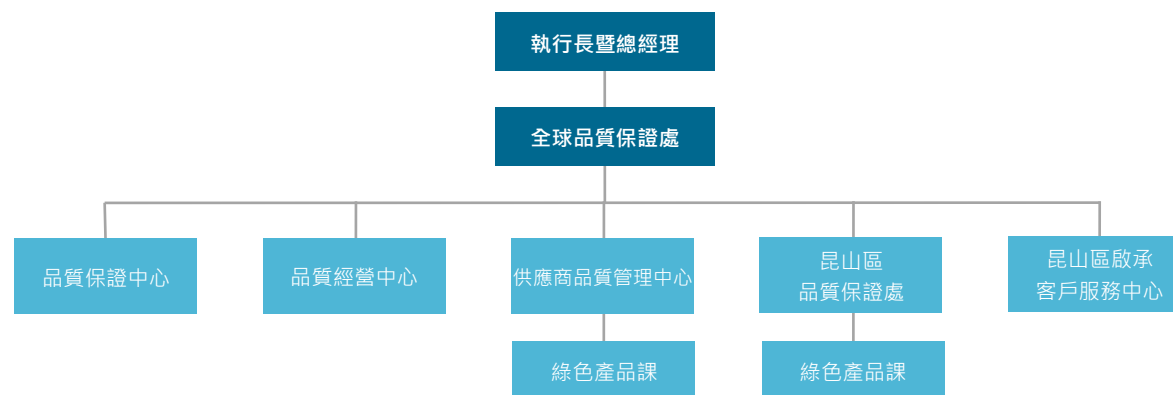 執行長暨總經理
全球品質保證處
品質保證中心
品質經營中心
供應商品質管理中心
昆山區
品質保證處
昆山區啟承
客戶服務中心
綠色產品課
綠色產品課